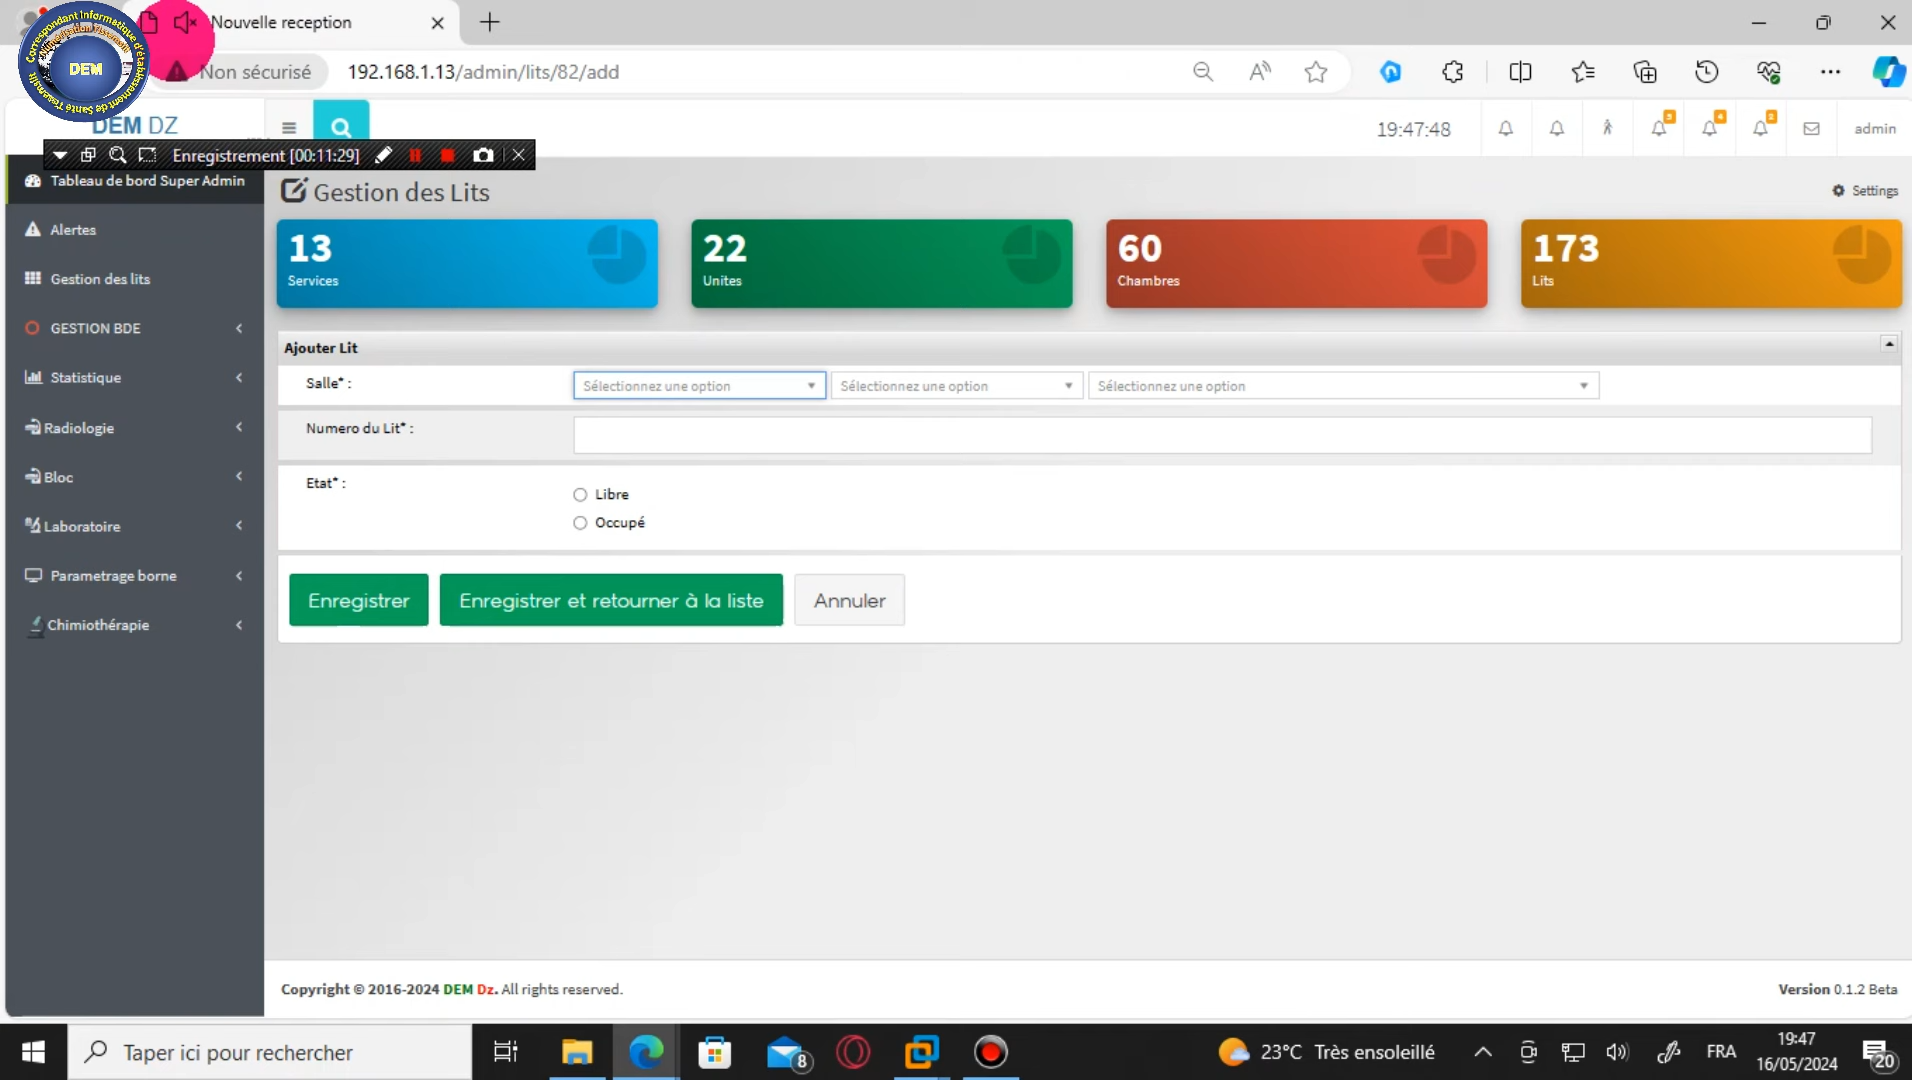 Nouvelle reception
Non sécurisé
192.168.1.13/admin/lits/82/add
DEM
DEM DZ
19:47:48
3
4
2
admin
Enregistrement [00:11:29]
Tableau de bord Super Admin
Gestion des Lits
Settings
Alertes
Gestion des lits
GESTION BDE
Statistique
Radiologie
Bloc
Laboratoire
Parametrage borne
Chimiothérapie
13
Services
22
Unites
60
Chambres
173
Lits
Ajouter Lit
Salle* :
Sélectionnez une option
Sélectionnez une option
Sélectionnez une option
Numero du Lit* :
Etat* :
Libre
Occupé
Enregistrer
Enregistrer et retourner à la liste
Annuler
Copyright © 2016-2024 DEM Dz. All rights reserved.
Version 0.1.2 Beta
Taper ici pour rechercher
8
23°C Très ensoleillé
FRA
19:47
16/05/2024
20